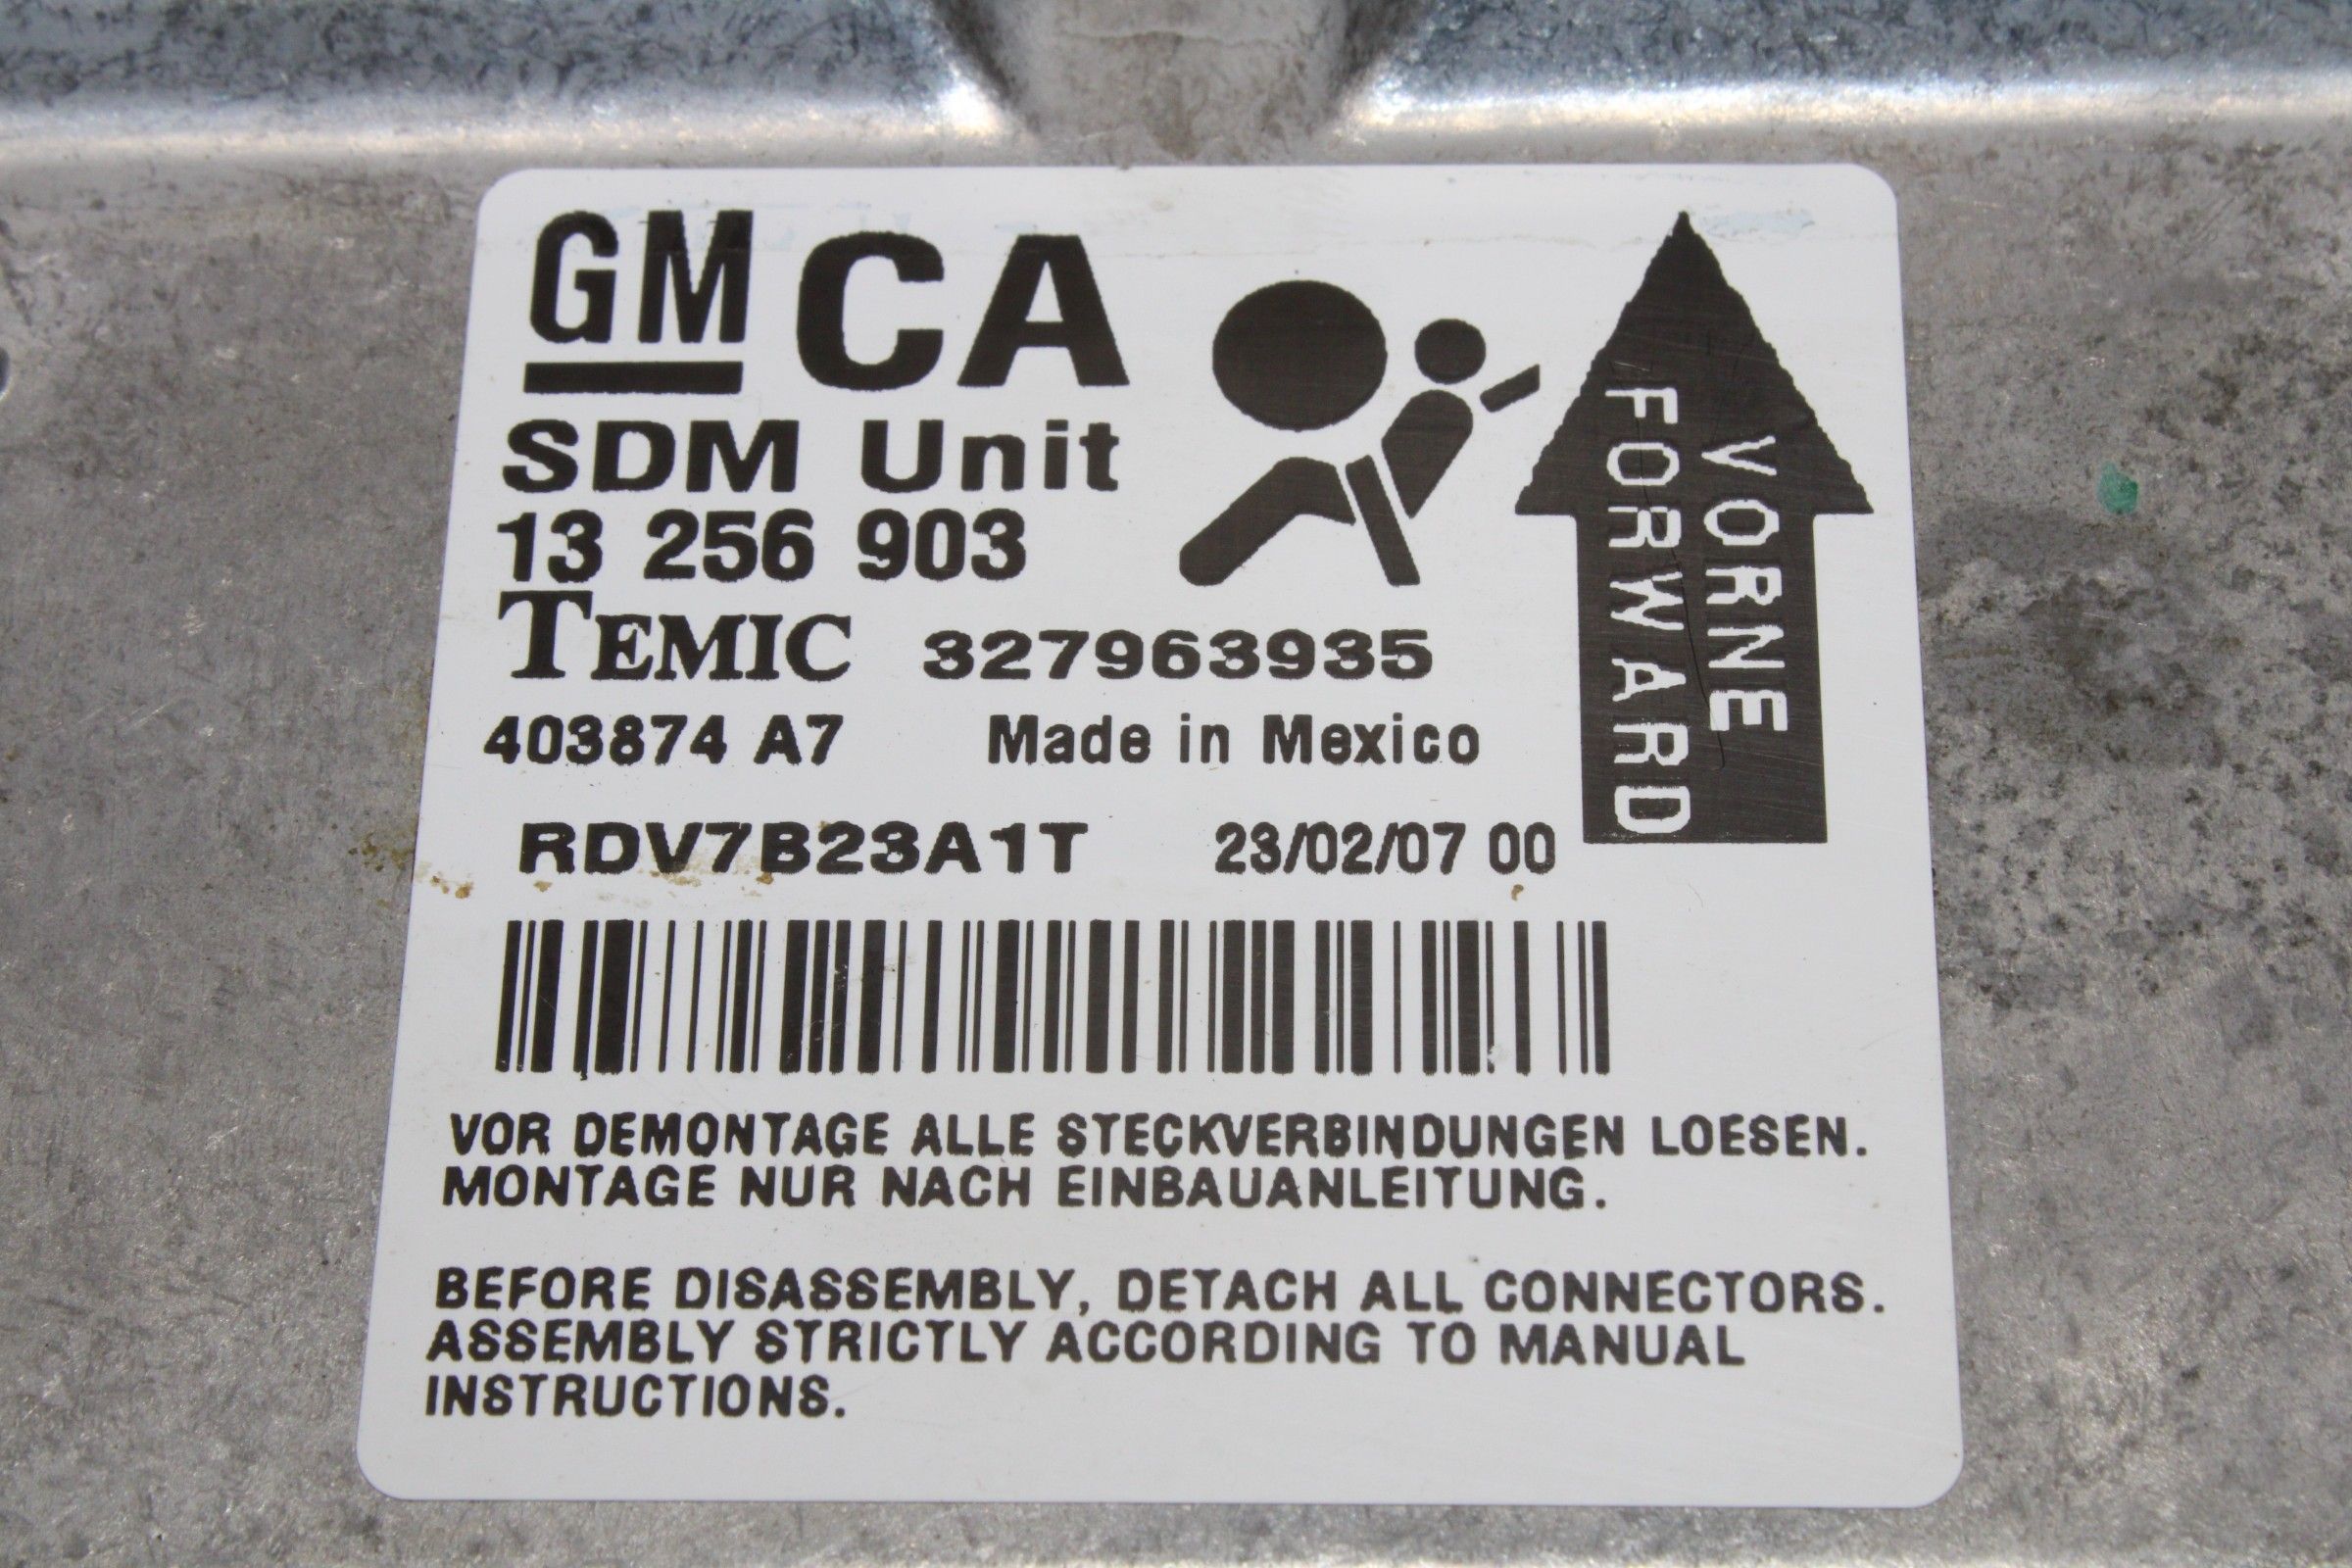 GM CA
SDM Unit
13 256 903
TEMIC 327963935
403874 A7 Made in Mexico
RDV7B23A1T 23/02/07 00
VORNE
FORWARD
VOR DEMONTAGE ALLE STECKVERBINDUNGEN LOESEN.
MONTAGE NUR NACH EINBAUANLEITUNG.
BEFORE DISASSEMBLY, DETACH ALL CONNECTORS.
ASSEMBLY STRICTLY ACCORDING TO MANUAL
INSTRUCTIONS.